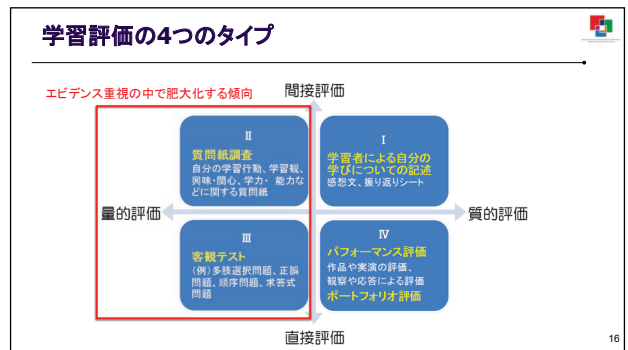 学習評価の4つのタイプ
エビデンス重視の中で肥大化する傾向
間接評価
Ⅱ
質問紙調査
自分の学習行動、学習観、
興味・関心、学力・ 能力な
どに関する質問紙
Ⅰ
学習者による自分の
学びについての記述
感想文、振り返りシート
量的評価
質的評価
Ⅲ
客観テスト
(例)多肢選択問題、正誤
問題、順序問題、求答式
問題
Ⅳ
パフォーマンス評価
作品や実演の評価、
観察や応答による評価
ポートフォリオ評価
直接評価
16